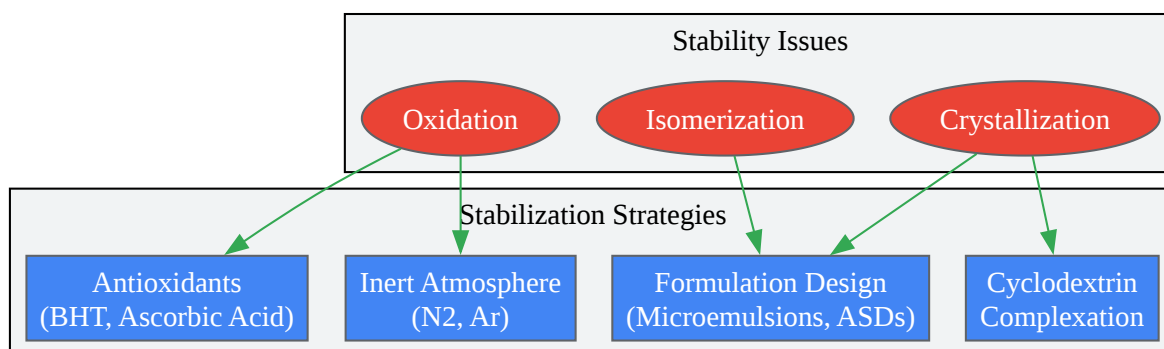 Stability Issues
Oxidation
Isomerization
Crystallization
Stabilization Strategies
Antioxidants
(BHT, Ascorbic Acid)
Inert Atmosphere
(N2, Ar)
Formulation Design
(Microemulsions, ASDs)
Cyclodextrin
Complexation